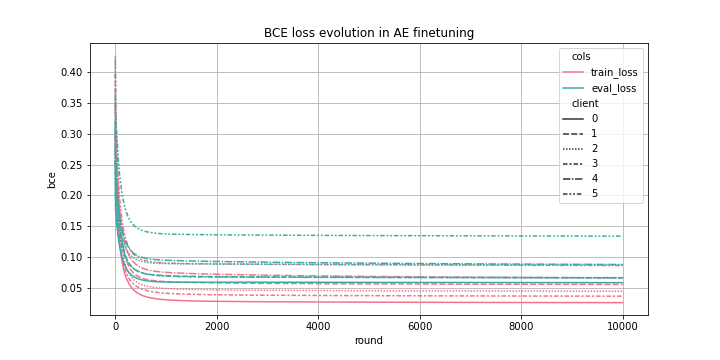 BCE loss evolution in AE finetuning
cols
train_loss
eval_loss
client
0
1
2
3
4
5
0.40
0.35
0.30
0.25
0.20
0.15
0.10
0.05
bce
0
2000
4000
6000
8000
10000
round